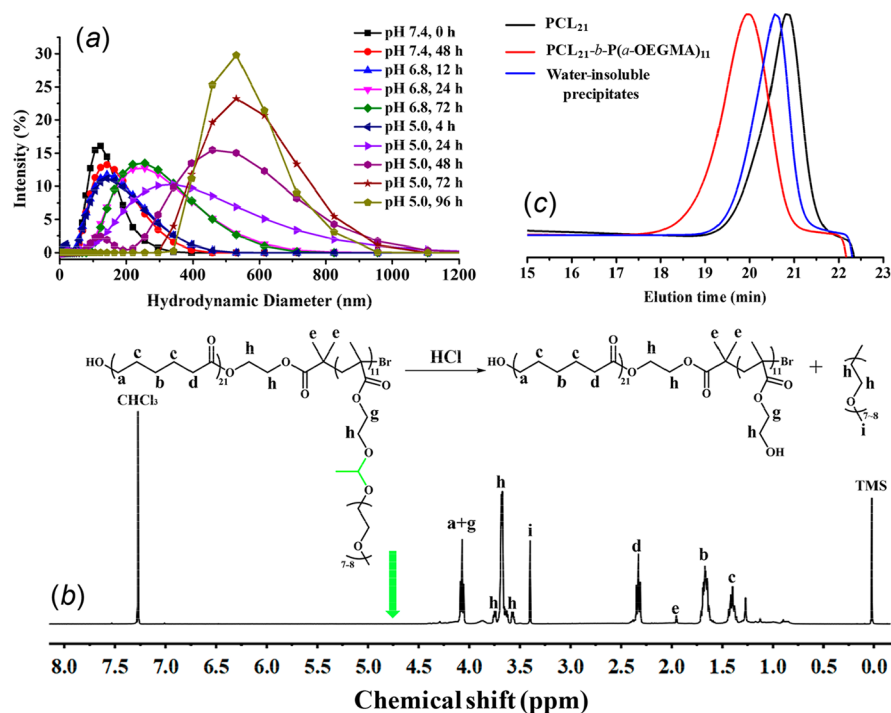 (a)
30
25
20
15
10
5
0
Intensity (%)
0 200 400 600 800 1000 1200
Hydrodynamic Diameter (nm)
pH 7.4, 0 h
pH 7.4, 48 h
pH 6.8, 12 h
pH 6.8, 24 h
pH 6.8, 72 h
pH 5.0, 4 h
pH 5.0, 24 h
pH 5.0, 48 h
pH 5.0, 72 h
pH 5.0, 96 h
PCL21
PCL21-b-P(a-OEGMA)11
Water-insoluble
precipitates
(c)
15 16 17 18 19 20 21 22 23
Elution time (min)
HO a c b c d O 21 O h h O O e e 11 Br O O g h O O 7~8
HCl
HO a c b c d O 21 O h h O O e e 11 Br O O g h OH
+
h h O 7~8 i
CHCl3
a+g
h
h
h
i
d
e
b
c
TMS
(b)
8.0 7.5 7.0 6.5 6.0 5.5 5.0 4.5 4.0 3.5 3.0 2.5 2.0 1.5 1.0 0.5 0.0
Chemical shift (ppm)